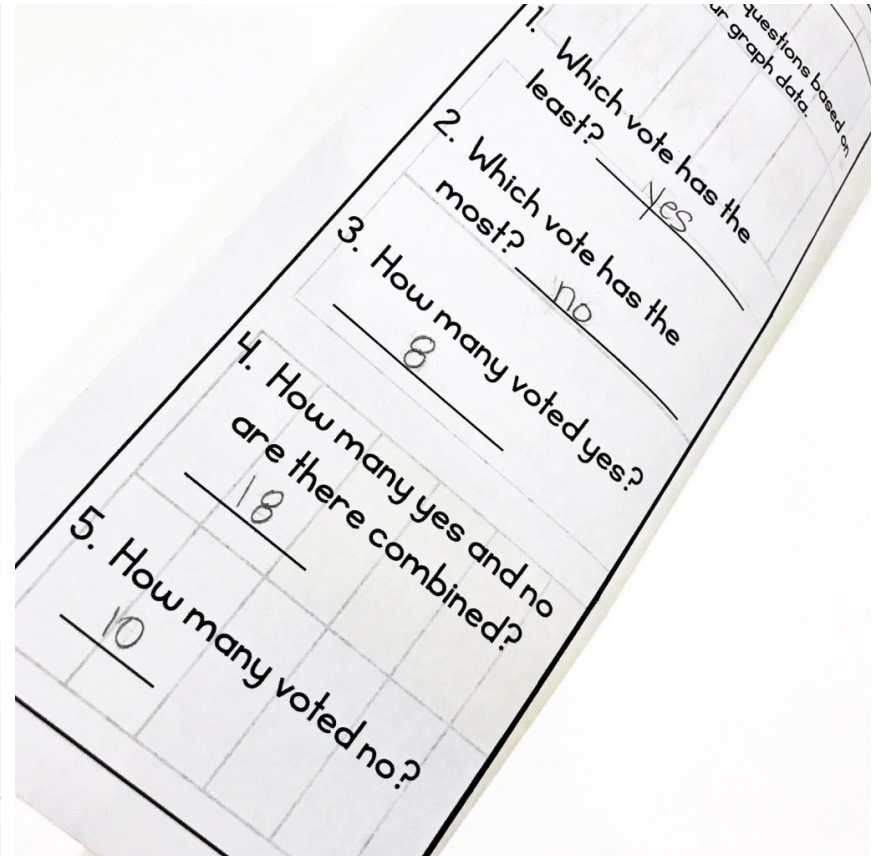 questions based on
ur graph data.
1. Which vote has the
least? yes
2. Which vote has the
most? no
3. How many voted yes?
8
4. How many yes and no
are there combined?
18
5. How many voted no?
10